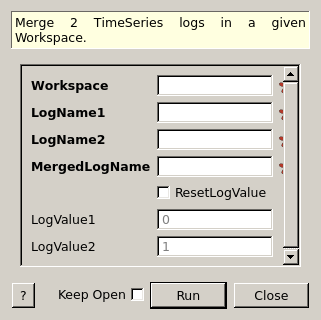 Merge 2 TimeSeries logs in a given
Workspace.
Workspace
LogName1
LogName2
MergedLogName
ResetLogValue
LogValue1 0
LogValue2 1
? Keep Open Run Close